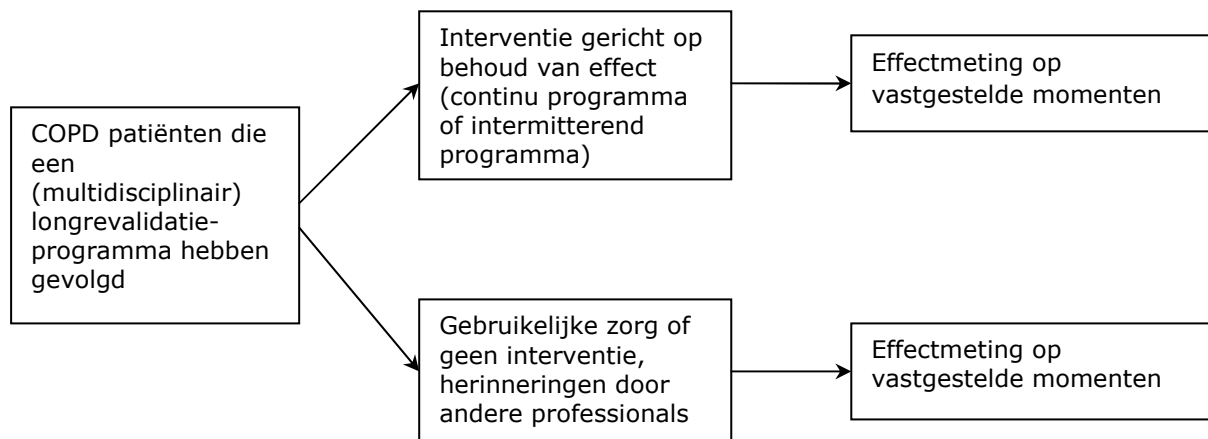 COPD patiënten die
een
(multidisciplinair)
longrevalidatie-
programma hebben
gevolgd
Interventie gericht op
behoud van effect
(continu programma
of intermitterend
programma)
Effectmeting op
vastgestelde momenten
Gebruikelijke zorg of
geen interventie,
herinneringen door
andere professionals
Effectmeting op
vastgestelde momenten